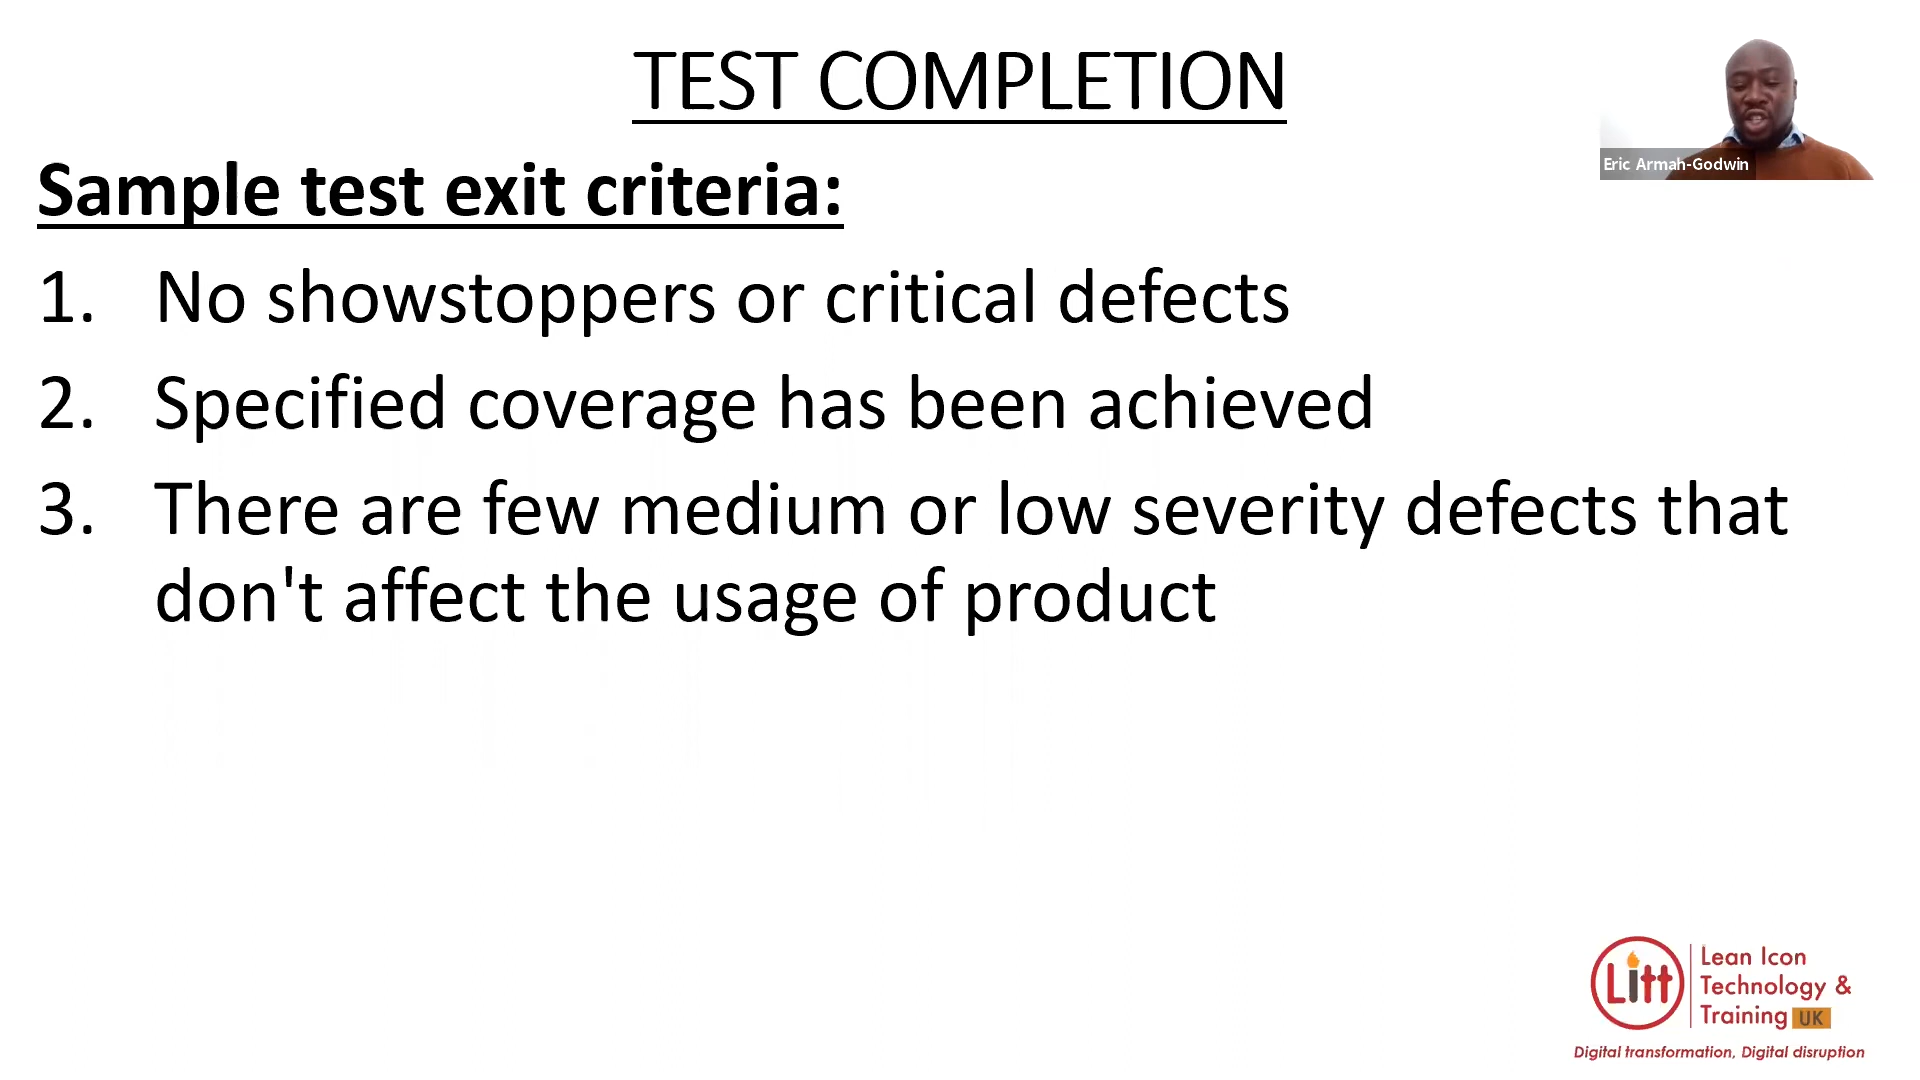 TEST COMPLETION
Eric Armah-Godwin
Sample test exit criteria:
1. No showstoppers or critical defects
2. Specified coverage has been achieved
3. There are few medium or low severity defects that
don't affect the usage of product
Litt
Lean Icon
Technology &
Training UK
Digital transformation, Digital disruption